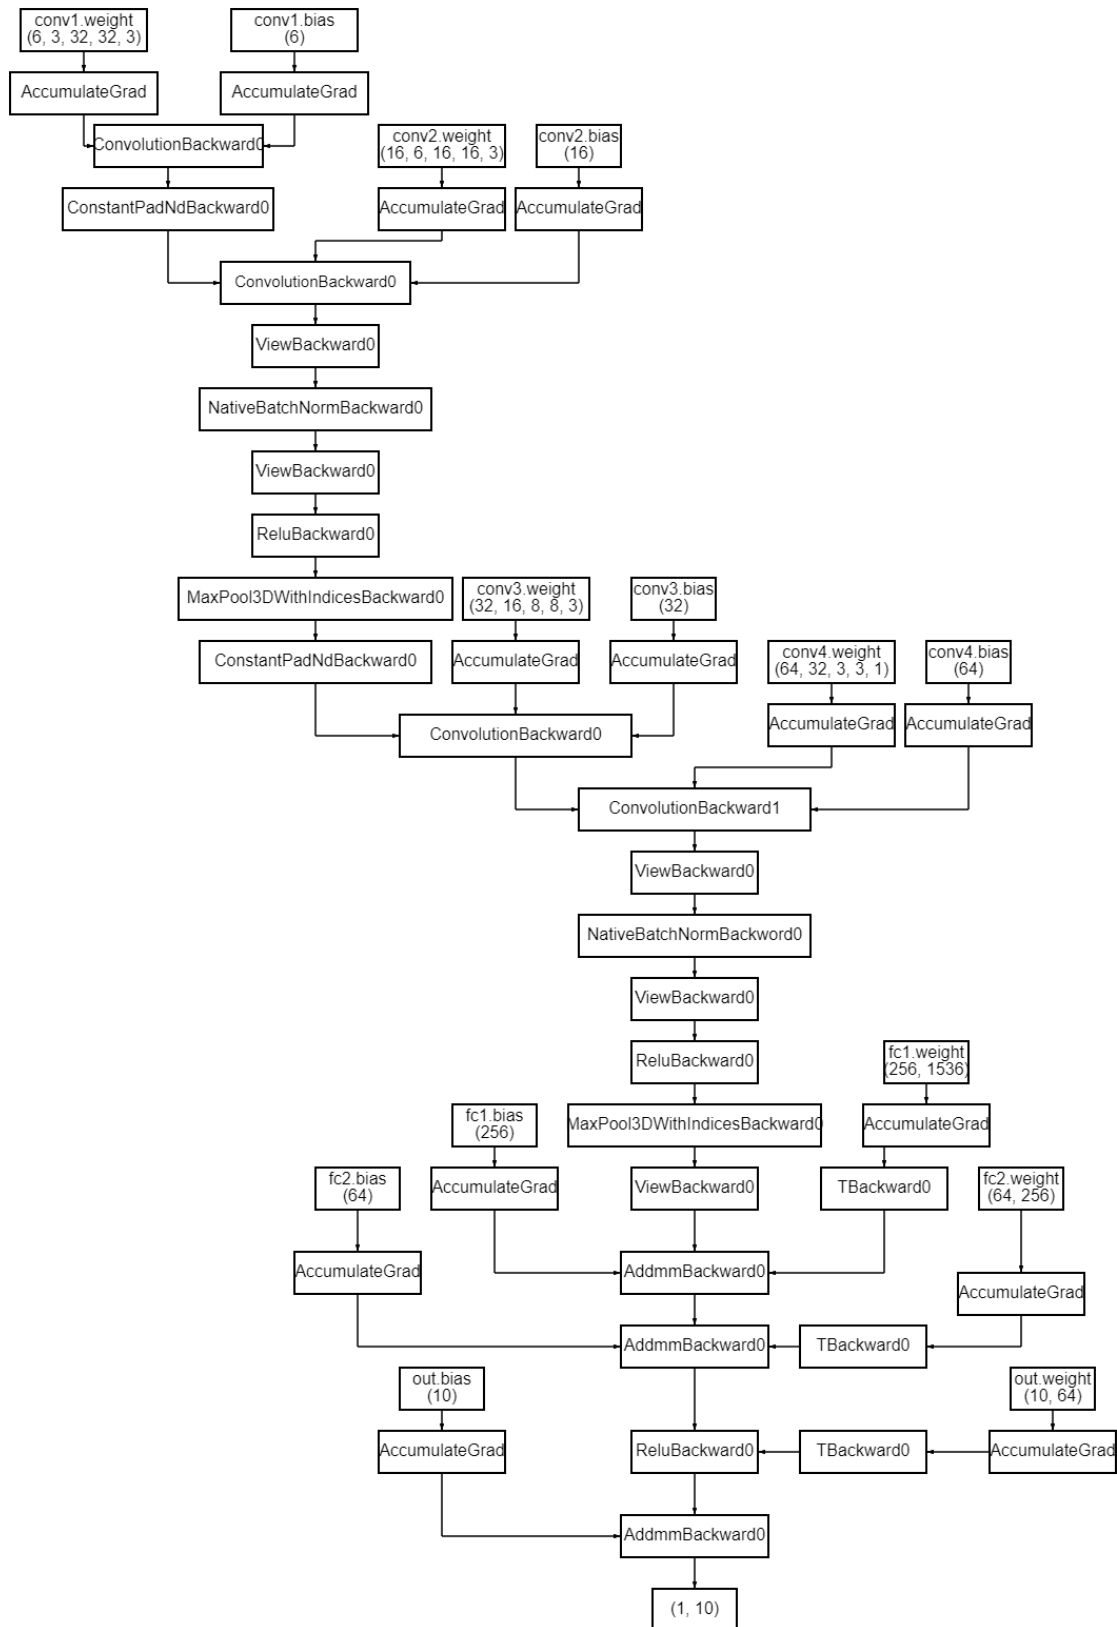 conv1.weight
(6, 3, 32, 32, 3)
conv1.bias
(6)
AccumulateGrad
AccumulateGrad
ConvolutionBackward0
conv2.weight
(16, 6, 16, 16, 3)
conv2.bias
(16)
ConstantPadNdBackward0
AccumulateGrad
AccumulateGrad
ConvolutionBackward0
ViewBackward0
NativeBatchNormBackward0
ViewBackward0
ReluBackward0
MaxPool3DWithIndicesBackward0
conv3.weight
(32, 16, 8, 8, 3)
conv3.bias
(32)
ConstantPadNdBackward0
AccumulateGrad
AccumulateGrad
conv4.weight
(64, 32, 3, 3, 1)
conv4.bias
(64)
ConvolutionBackward0
AccumulateGrad
AccumulateGrad
ConvolutionBackward1
ViewBackward0
NativeBatchNormBackword0
ViewBackward0
ReluBackward0
fc1.weight
(256, 1536)
fc1.bias
(256)
MaxPool3DWithIndicesBackward0
AccumulateGrad
fc2.bias
(64)
AccumulateGrad
ViewBackward0
TBackward0
fc2.weight
(64, 256)
AccumulateGrad
AddmmBackward0
AccumulateGrad
AddmmBackward0
TBackward0
out.bias
(10)
out.weight
(10, 64)
AccumulateGrad
ReluBackward0
TBackward0
AccumulateGrad
AddmmBackward0
(1, 10)